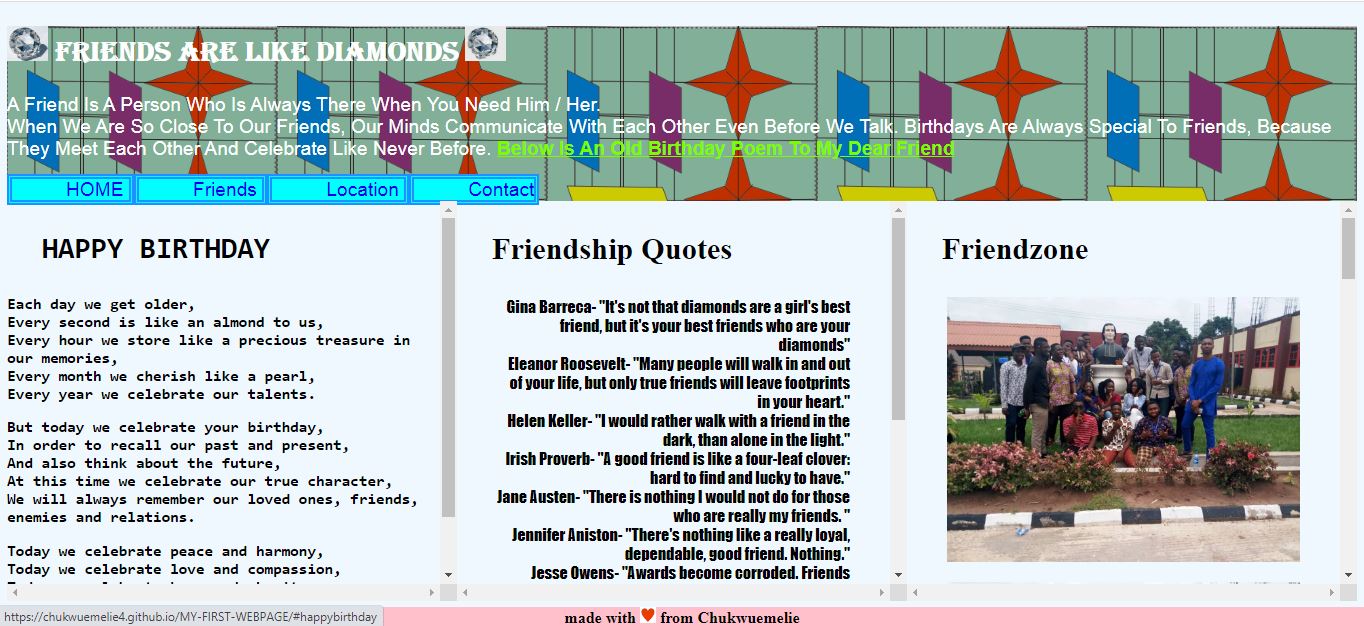 FRIENDS ARE LIKE DIAMONDS
A Friend Is A Person Who Is Always There When You Need Him / Her.
When We Are So Close To Our Friends, Our Minds Communicate With Each Other Even Before We Talk. Birthdays Are Always Special To Friends, Because
They Meet Each Other And Celebrate Like Never Before. Below Is An Old Birthday Poem To My Dear Friend
HOME Friends Location Contact
HAPPY BIRTHDAY
Each day we get older,
Every second is like an almond to us,
Every hour we store like a precious treasure in
our memories,
Every month we cherish like a pearl,
Every year we celebrate our talents.
But today we celebrate your birthday,
In order to recall our past and present,
And also think about the future,
At this time we celebrate our true character,
We will always remember our loved ones, friends,
enemies and relations.
Today we celebrate peace and harmony,
Today we celebrate love and compassion,
Friendship Quotes
Gina Barreca- "It's not that diamonds are a girl's best
friend, but it's your best friends who are your
diamonds"
Eleanor Roosevelt- "Many people will walk in and out
of your life, but only true friends will leave footprints
in your heart."
Helen Keller- "I would rather walk with a friend in the
dark, than alone in the light."
Irish Proverb- "A good friend is like a four-leaf clover:
hard to find and lucky to have."
Jane Austen- "There is nothing I would not do for those
who are really my friends. "
Jennifer Aniston- "There's nothing like a really loyal,
dependable, good friend. Nothing."
Jesse Owens- "Awards become corroded. Friends
Friendzone
https://chukwuemelie4.github.io/MY-FIRST-WEBPAGE/#happybirthday
made with from Chukwuemelie